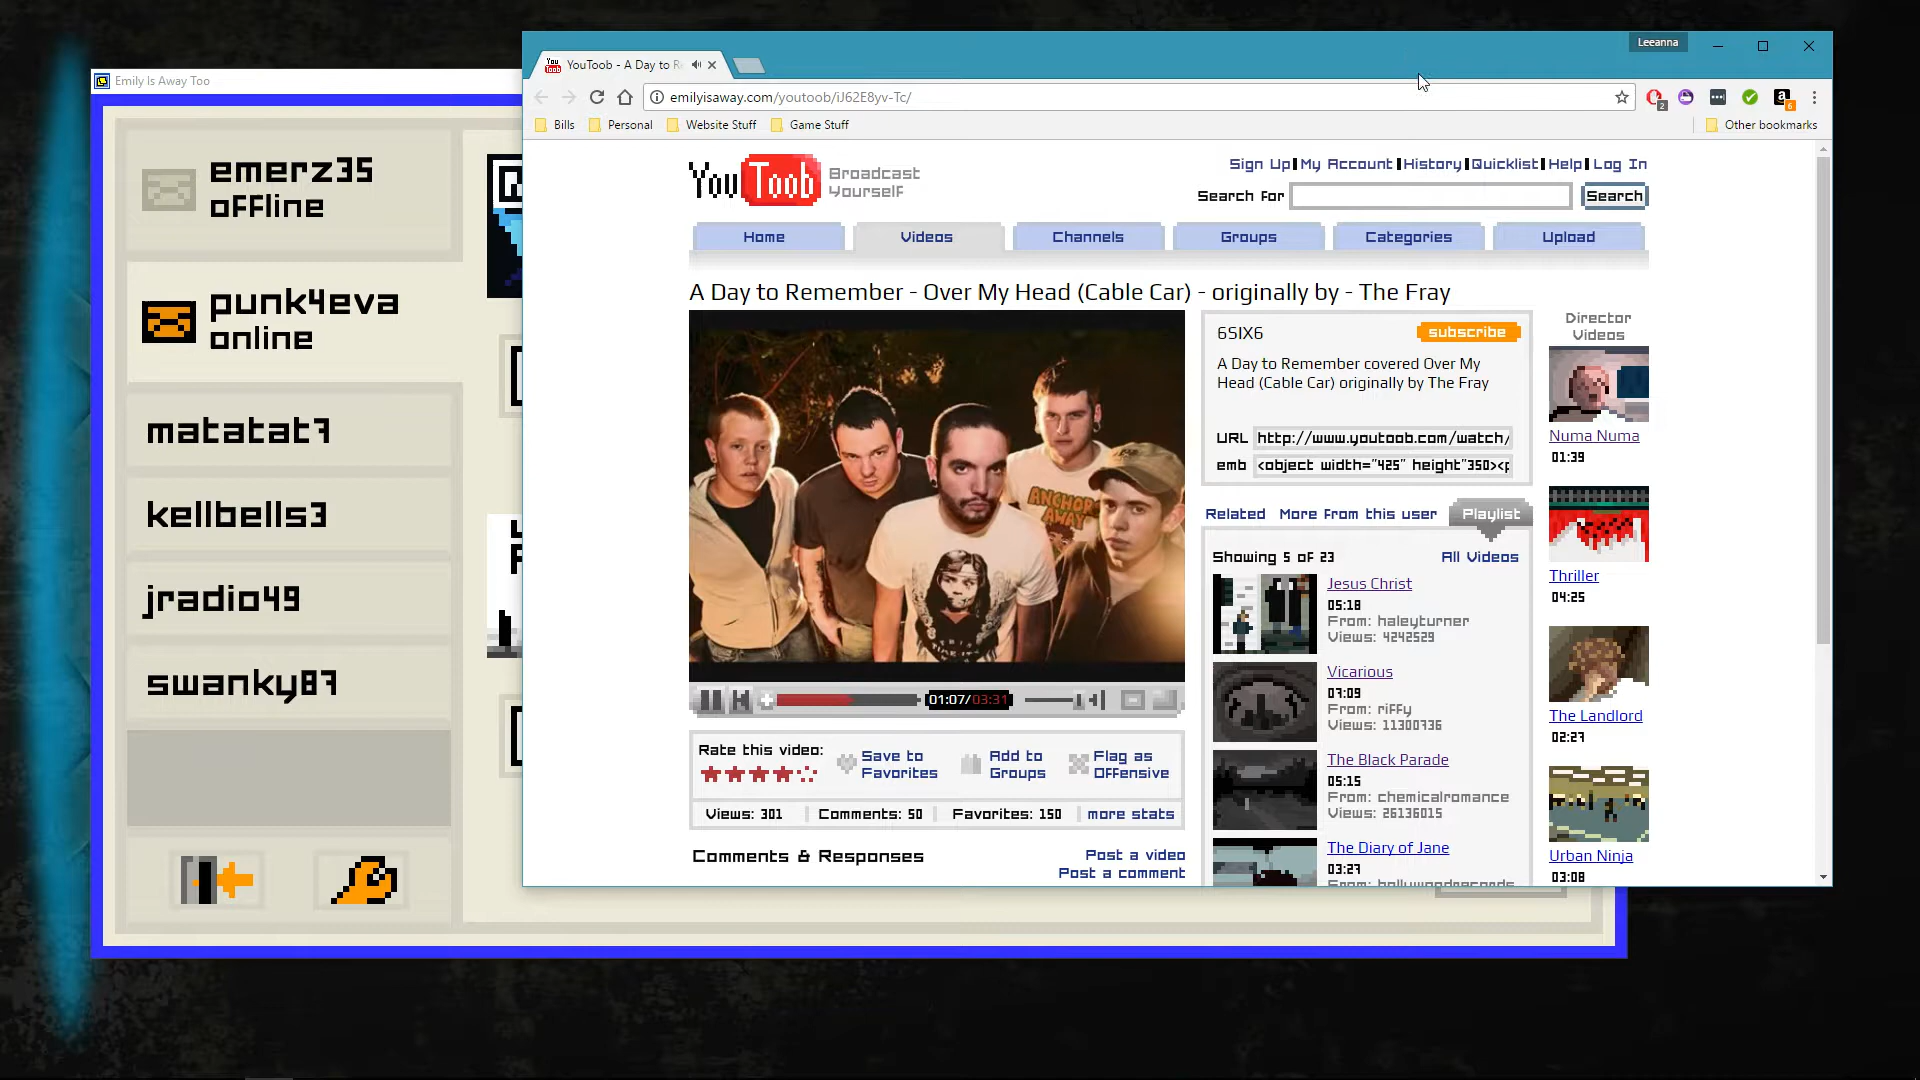 Emily Is Away Too
emerz35
offline
punk4eva
online
matatat7
kellbells3
jradio49
swanky87
Leeanna
YouToob - A Day to R
emilyisaway.com/youtoob/iJ62E8yv-Tc/
2
6
Bills
Personal
Website Stuff
Game Stuff
Other bookmarks
You Toob
Broadcast
Yourself
Sign Up My Account History Quicklist Help Log In
Search for
Search
Home
Videos
Channels
Groups
Categories
Upload
A Day to Remember - Over My Head (Cable Car) - originally by - The Fray
ANCHOR
AWAY
01:07/03:31
Rate this video:
Save to
Favorites
Add to
Groups
Flag as
Offensive
Views: 301
Comments: 50
Favorites: 150
more stats
Comments & Responses
Post a video
Post a comment
6SIX6
subscribe
A Day to Remember covered Over My
Head (Cable Car) originally by The Fray
URL http://www.youtoob.com/watch/
emb <object width="425" height"350><p
Related
More from this user
Playlist
Showing 5 of 23
All Videos
Jesus Christ
05:18
From: haleyturner
Views: 4242529
Vicarious
07:09
From: riffy
Views: 11300736
The Black Parade
05:15
From: chemicalromance
Views: 26136015
The Diary of Jane
03:27
From: hollywoodrecords
Director
Videos
Numa Numa
01:39
Thriller
04:25
The Landlord
02:27
Urban Ninja
03:08